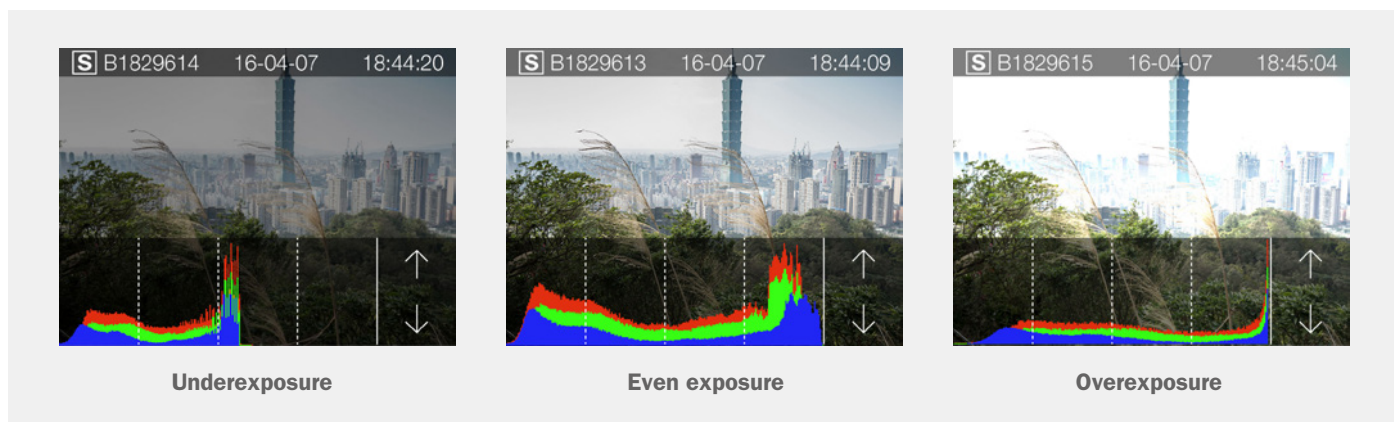 S B1829614 16-04-07 18:44:20
S B1829613 16-04-07 18:44:09
S B1829615 16-04-07 18:45:04
Underexposure
Even exposure
Overexposure